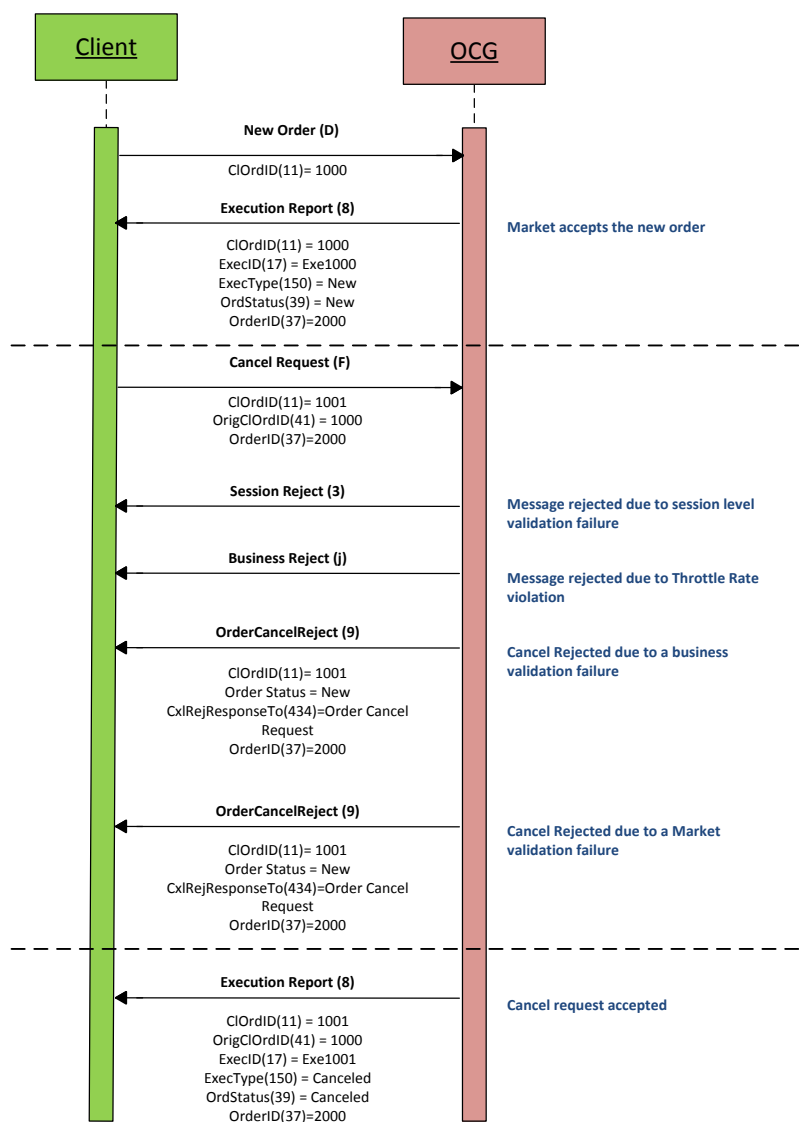 Client
OCG
New Order (D)
ClOrdID(11)= 1000
Execution Report (8)
Market accepts the new order
ClOrdID(11) = 1000
ExecID(17) = Exe1000
ExecType(150) = New
OrdStatus(39) = New
OrderID(37)=2000
Cancel Request (F)
ClOrdID(11)= 1001
OrigClOrdID(41) = 1000
OrderID(37)=2000
Session Reject (3)
Message rejected due to session level
validation failure
Business Reject (j)
Message rejected due to Throttle Rate
violation
OrderCancelReject (9)
Cancel Rejected due to a business
validation failure
ClOrdID(11)= 1001
Order Status = New
CxlRejResponseTo(434)=Order Cancel
Request
OrderID(37)=2000
OrderCancelReject (9)
Cancel Rejected due to a Market
validation failure
ClOrdID(11)= 1001
Order Status = New
CxlRejResponseTo(434)=Order Cancel
Request
OrderID(37)=2000
Execution Report (8)
Cancel request accepted
ClOrdID(11) = 1001
OrigClOrdID(41) = 1000
ExecID(17) = Exe1001
ExecType(150) = Canceled
OrdStatus(39) = Canceled
OrderID(37)=2000